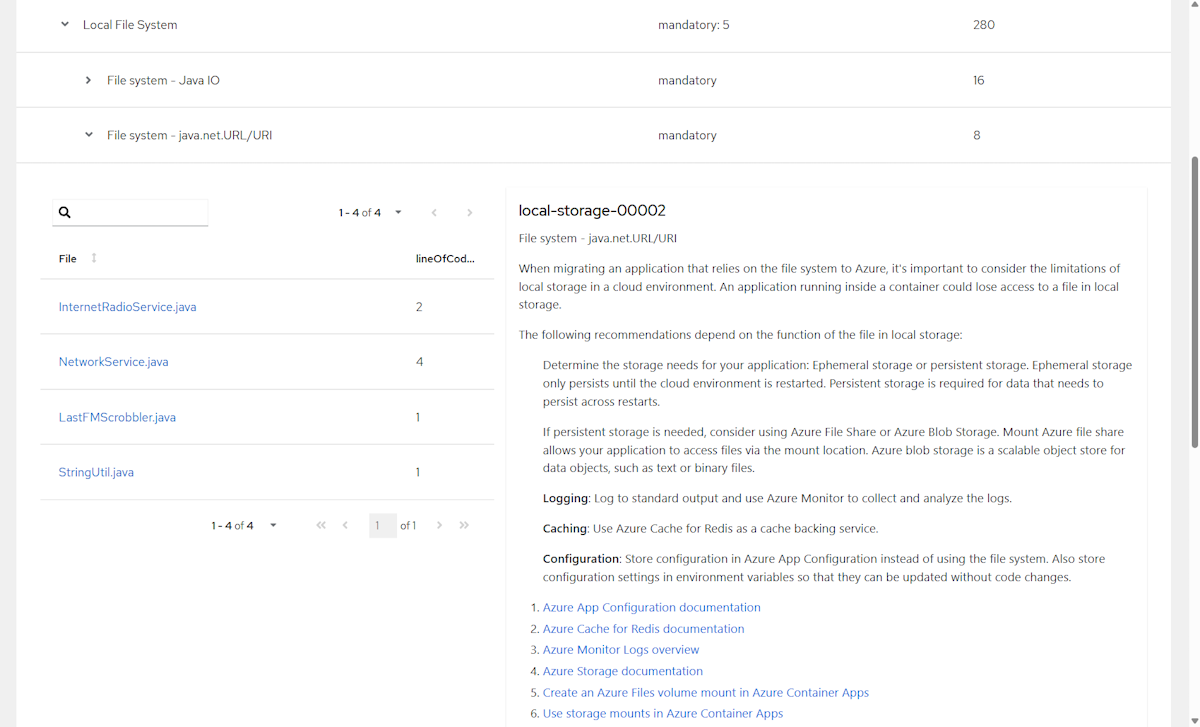 Local File System mandatory: 5 280
File system - Java IO mandatory 16
File system - java.net.URL/URI mandatory 8
1 - 4 of 4
File lineOfCod...
InternetRadioService.java 2
NetworkService.java 4
LastFMScrobbler.java 1
StringUtil.java 1
1 - 4 of 4 1 of 1
local-storage-00002
File system - java.net.URL/URI
When migrating an application that relies on the file system to Azure, it's important to consider the limitations of
local storage in a cloud environment. An application running inside a container could lose access to a file in local
storage.
The following recommendations depend on the function of the file in local storage:
Determine the storage needs for your application: Ephemeral storage or persistent storage. Ephemeral storage
only persists until the cloud environment is restarted. Persistent storage is required for data that needs to
persist across restarts.
If persistent storage is needed, consider using Azure File Share or Azure Blob Storage. Mount Azure file share
allows your application to access files via the mount location. Azure blob storage is a scalable object store for
data objects, such as text or binary files.
Logging: Log to standard output and use Azure Monitor to collect and analyze the logs.
Caching: Use Azure Cache for Redis as a cache backing service.
Configuration: Store configuration in Azure App Configuration instead of using the file system. Also store
configuration settings in environment variables so that they can be updated without code changes.
1. Azure App Configuration documentation
2. Azure Cache for Redis documentation
3. Azure Monitor Logs overview
4. Azure Storage documentation
5. Create an Azure Files volume mount in Azure Container Apps
6. Use storage mounts in Azure Container Apps